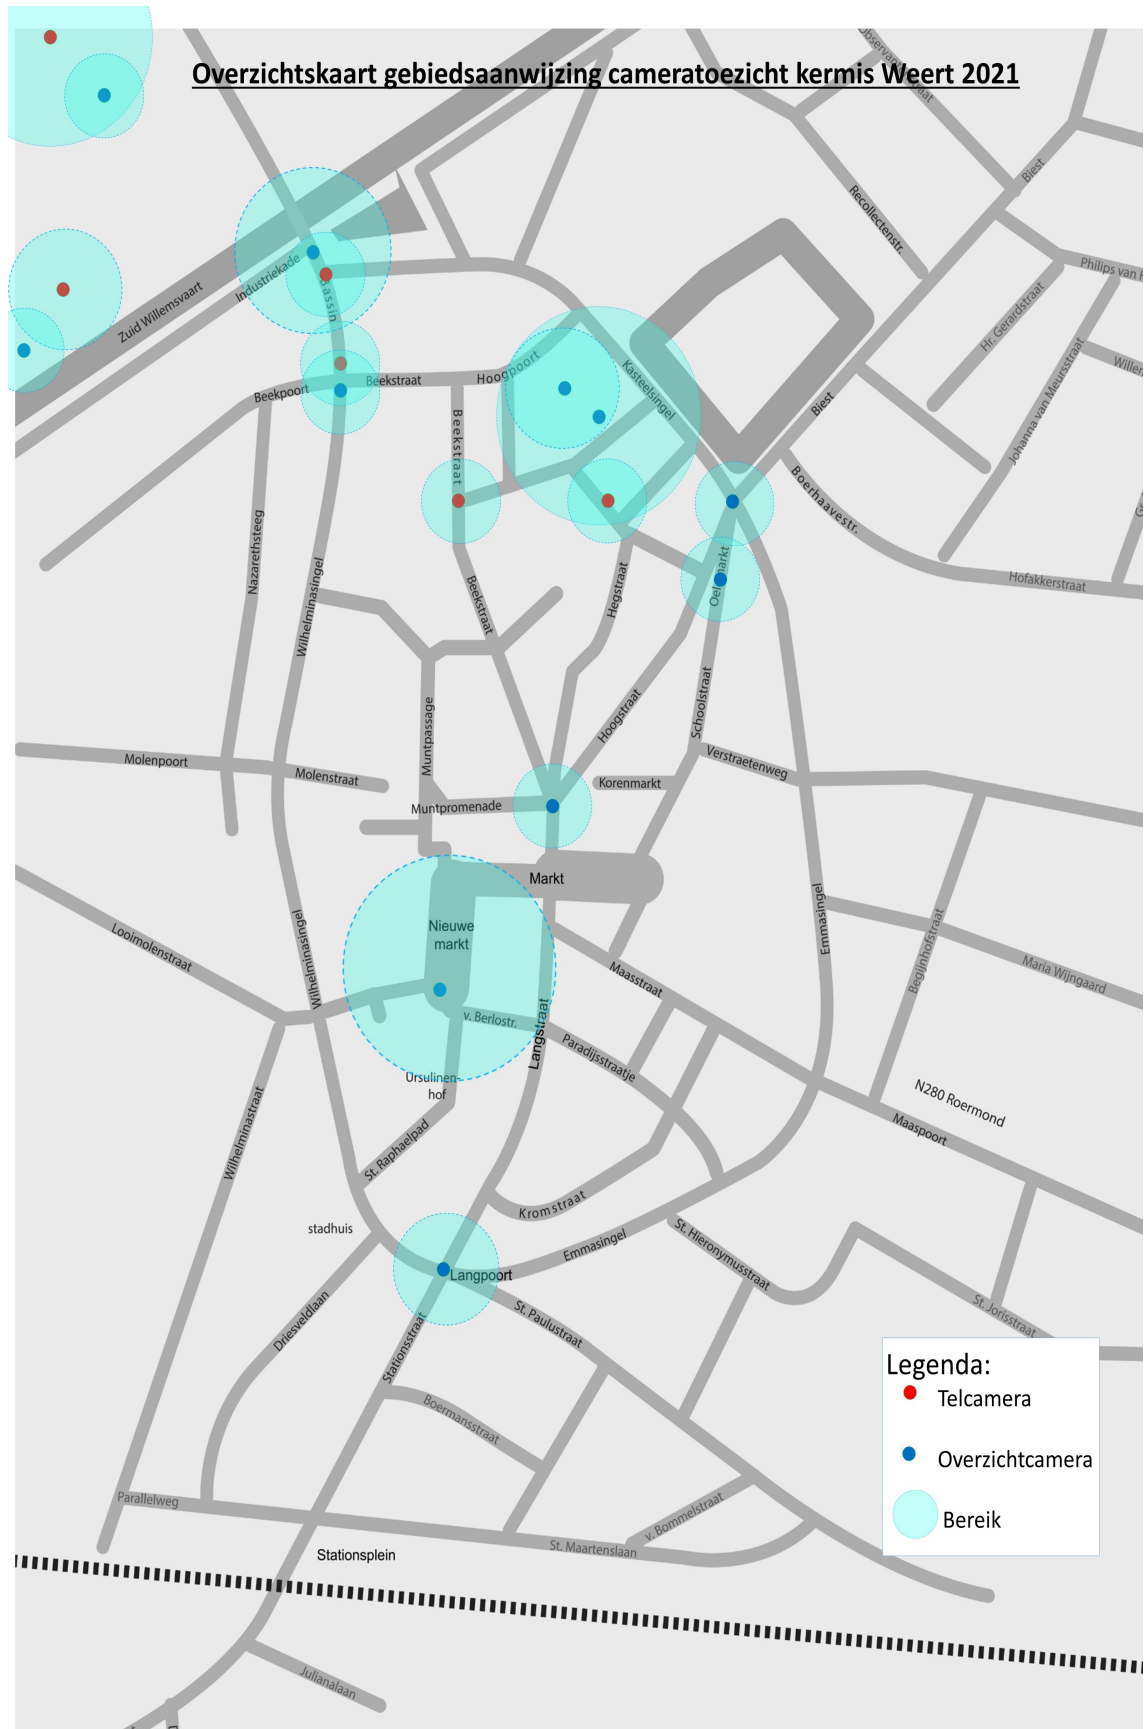 Overzichtskaart gebiedsaanwijzing cameratoezicht kermis Weert 2021
Biest
Recollectenstr.
Philips van
Industriekade
Bassin
Zuid Willemsvaart
Hr. Gerardstraat
Johanna van Meursstraat
Hoogpoort
Kasteelsingel
Beekpoort
Beekstraat
Biest
Beekstraat
Boerhaavestr.
Nazarethsteeg
Wilhelminasingel
Beekstraat
Hegstraat
Hofakkerstraat
Hoogstraat
Schoolstraat
Muntpassage
Molenpoort
Molenstraat
Verstraetenweg
Korenmarkt
Muntpromenade
Markt
Nieuwe
markt
Looimolenstraat
Wilhelminasingel
Maasstraat
Emmasingel
Begijnhofstraat
Maria Wijngaard
v. Berlostr.
Langstraat
Paradijsstraatje
Ursulinen-
hof
N280 Roermond
Maaspoort
Wilhelminastraat
St. Raphaelpad
Kromstraat
stadhuis
Emmasingel
St. Hieronymusstraat
Langpoort
Driesveldlaan
Stationsstraat
St. Paulustraat
St. Jorisstraat
Boermansstraat
Legenda:
Telcamera
Overzichtcamera
Bereik
Parallelweg
v. Bommelstraat
St. Maartenslaan
Stationsplein
Julianalaan